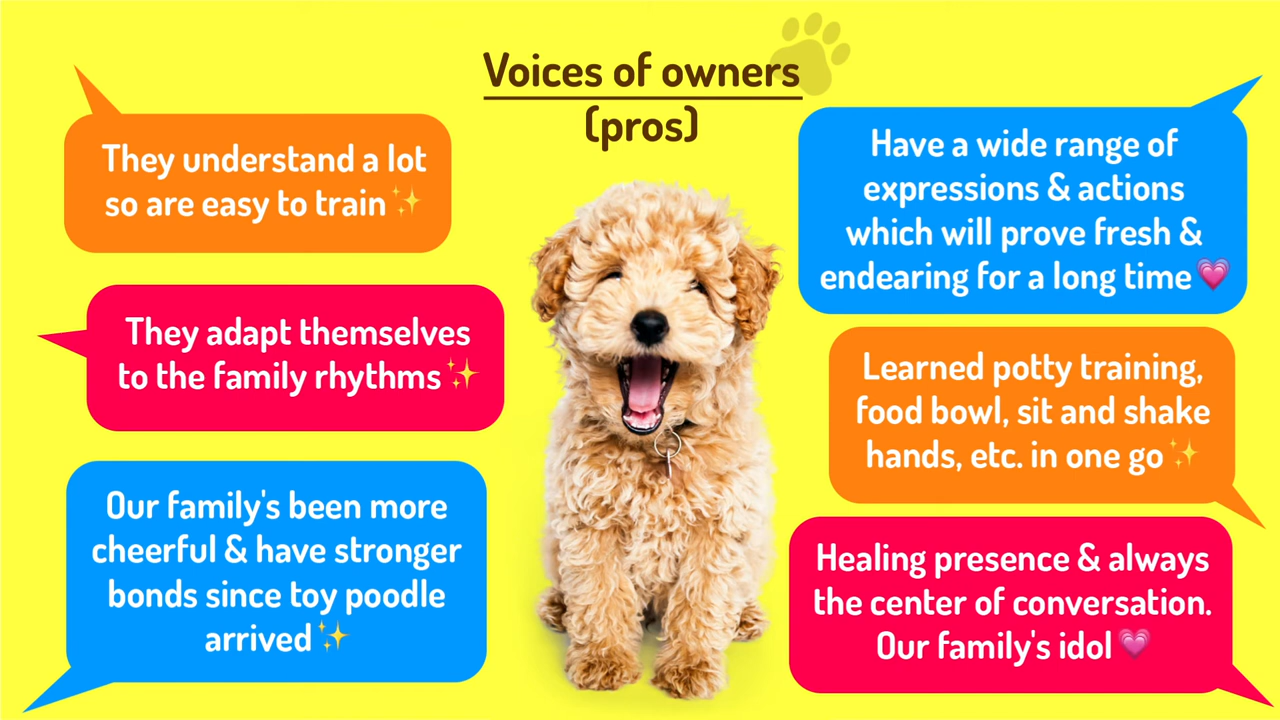 Voices of owners
(pros)
They understand a lot
so are easy to train✨
They adapt themselves
to the family rhythms✨
Our family's been more
cheerful & have stronger
bonds since toy poodle
arrived✨
Have a wide range of
expressions & actions
which will prove fresh &
endearing for a long time💗
Learned potty training,
food bowl, sit and shake
hands, etc. in one go✨
Healing presence & always
the center of conversation.
Our family's idol💗